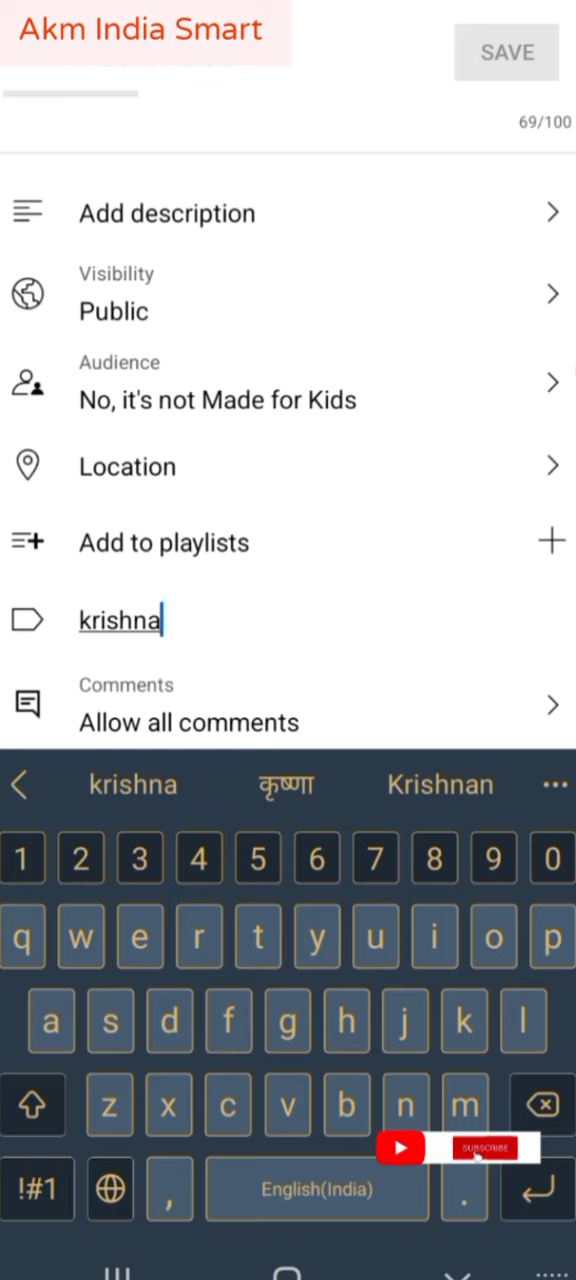 Akm India Smart
SAVE
69/100
Add description
Visibility
Public
Audience
No, it's not Made for Kids
Location
Add to playlists
krishna
Comments
Allow all comments
krishna कृष्णा Krishnan
1 2 3 4 5 6 7 8 9 0
q w e r t y u i o p
a s d f g h j k l
z x c v b n m
SUBSCRIBE
!#1 , English(India) .